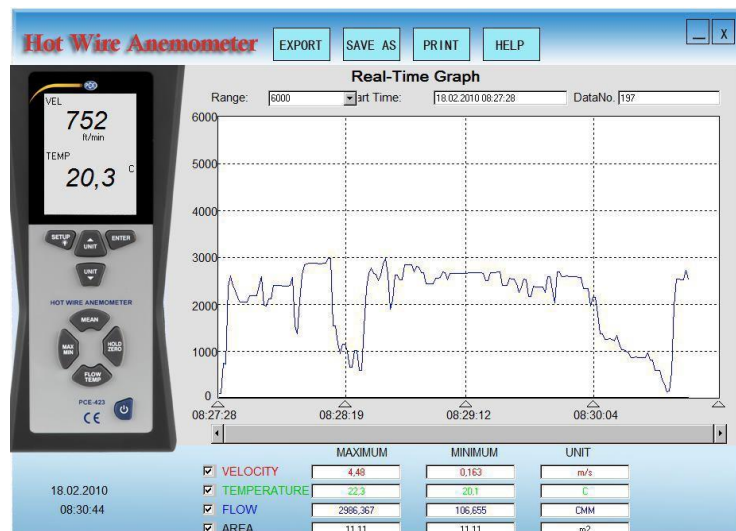 Hot Wire Anemometer EXPORT SAVE AS PRINT HELP _ X
Real-Time Graph
Range: 6000 art Time: 18.02.2010 08:27:28 DataNo. 197
PCE
VEL
752
ft/min
TEMP
20,3 C
SETUP UNIT ENTER
UNIT
HOT WIRE ANEMOMETER
MEAN
MAX MIN HOLD ZERO
FLOW TEMP
PCE-423
CE
6000
5000
4000
3000
2000
1000
0
08:27:28 08:28:19 08:29:12 08:30:04
MAXIMUM MINIMUM UNIT
VELOCITY 4,48 0,163 m/s
TEMPERATURE 22,3 20,1 C
FLOW 2986,367 106,655 CMM
AREA 11,11 11,11 m2
18.02.2010
08:30:44